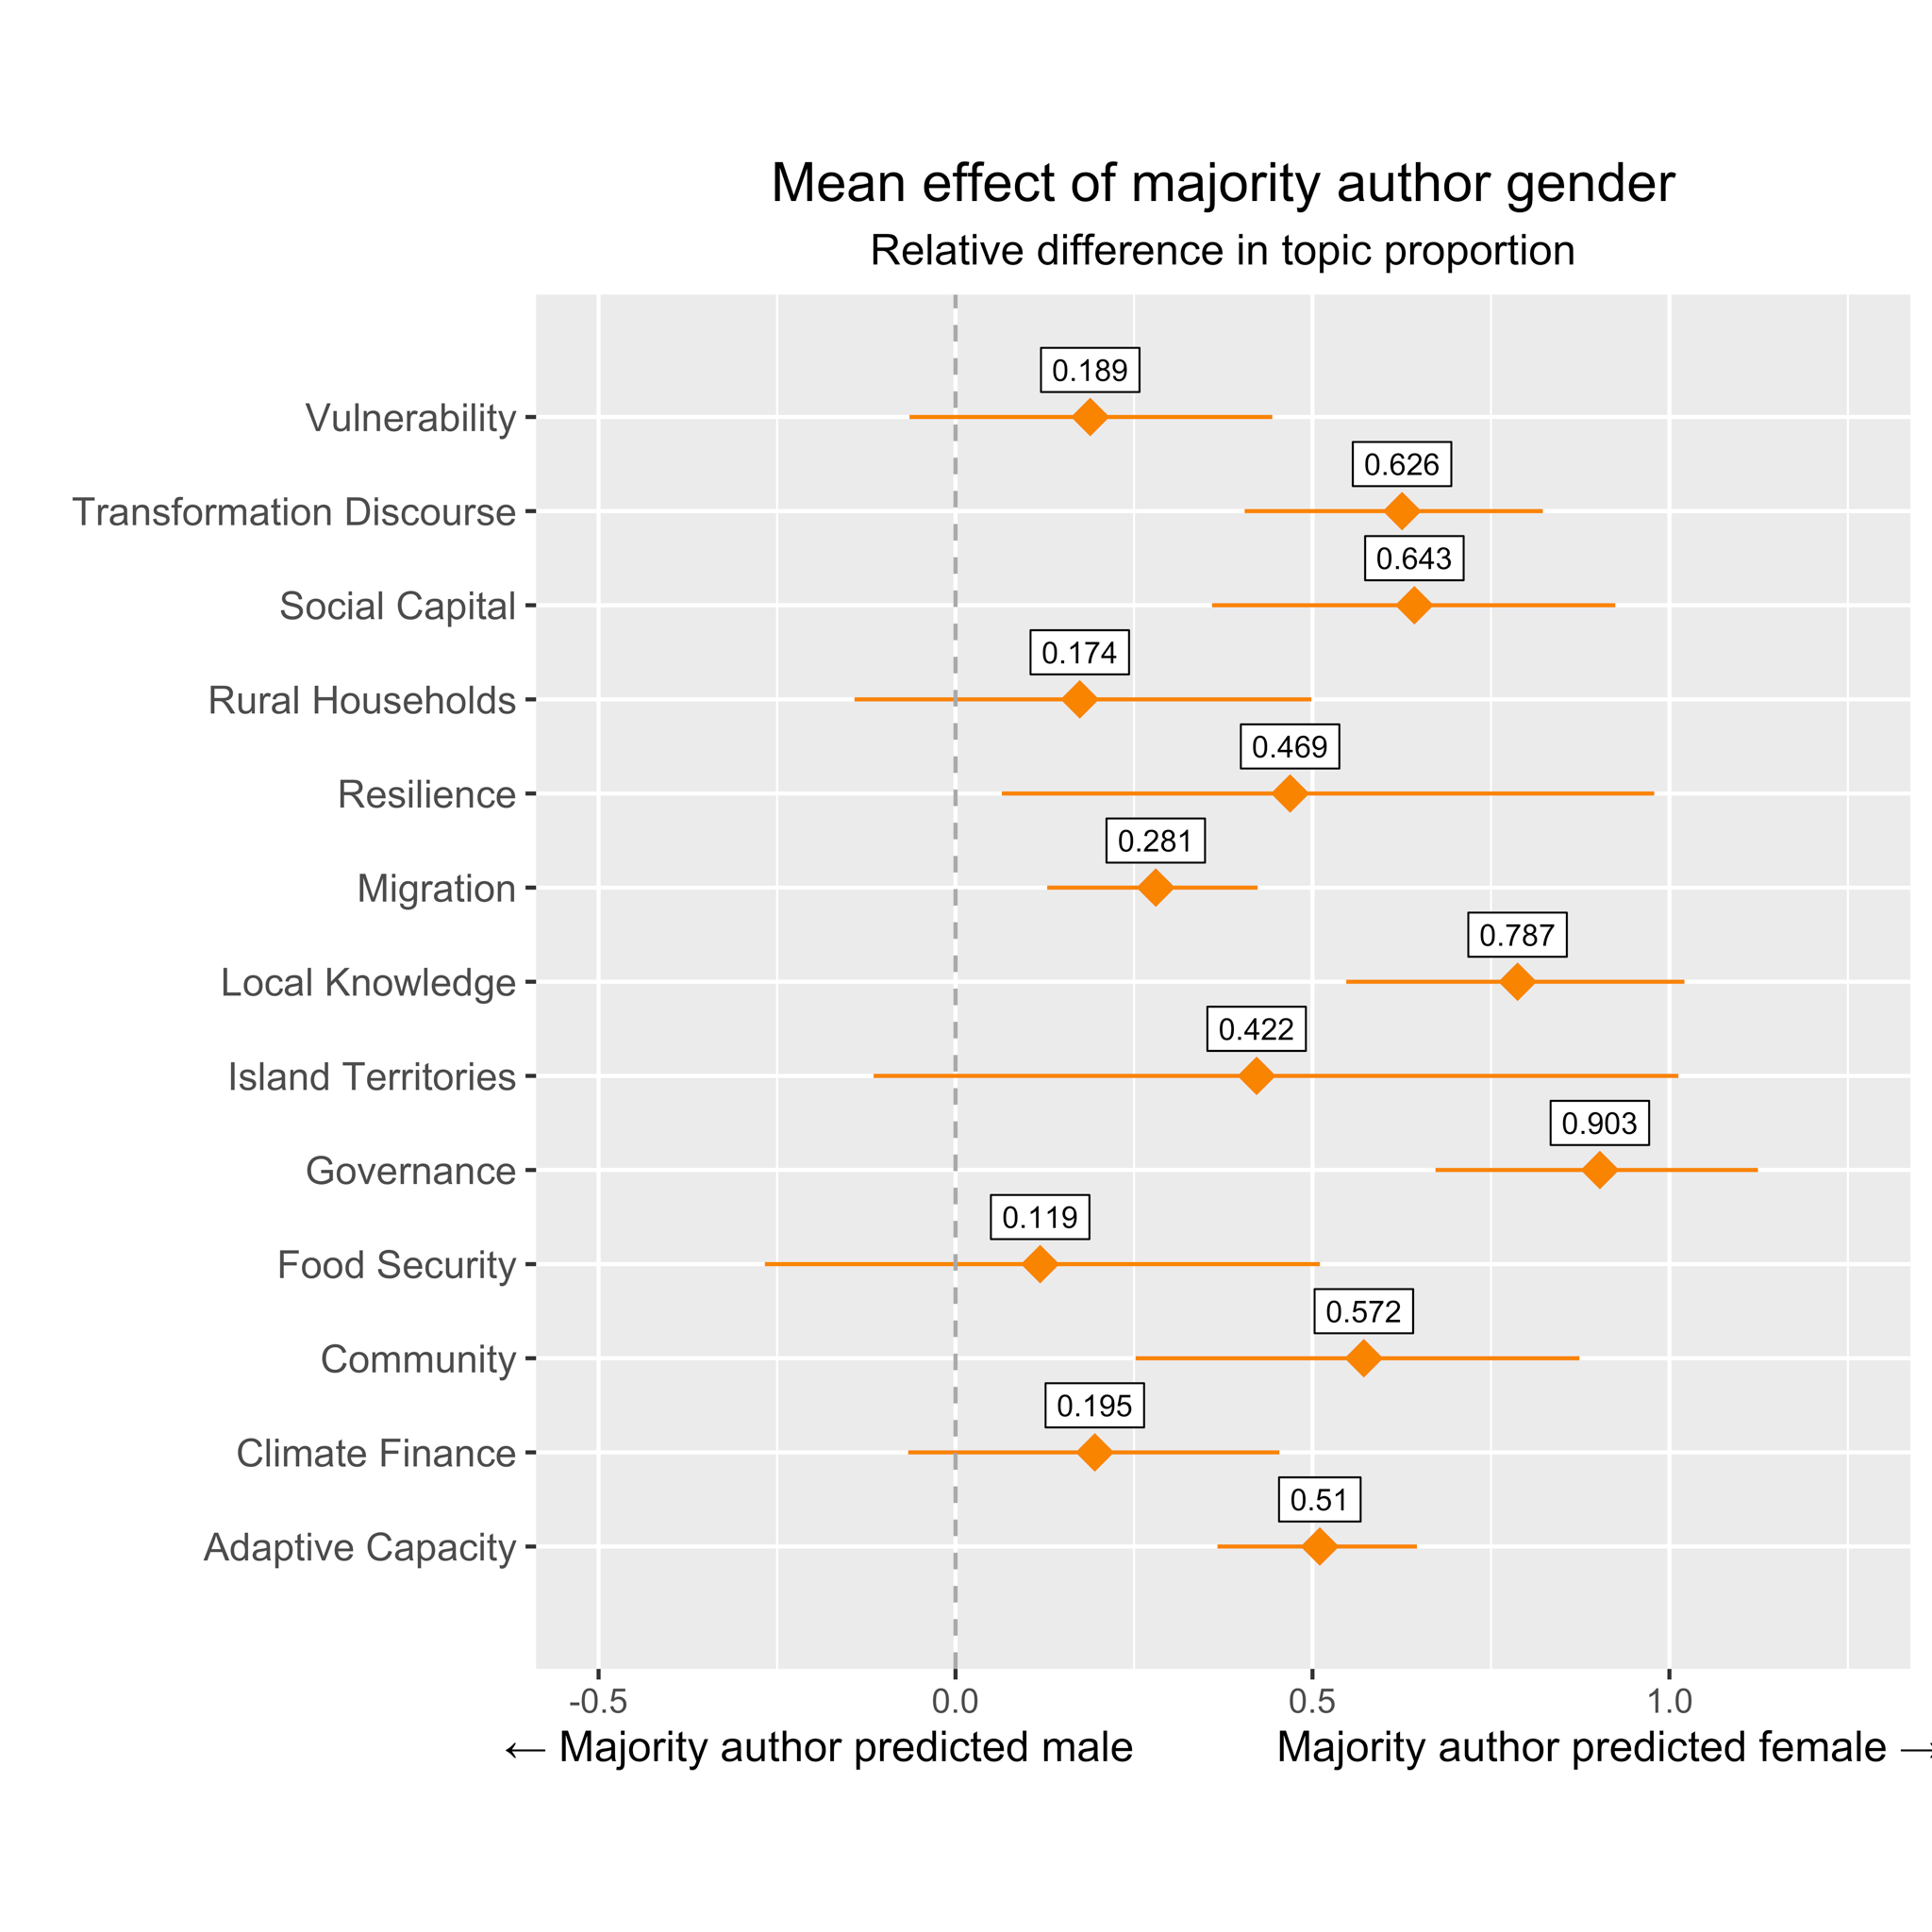 Mean effect of majority author gender
Relative difference in topic proportion
0.189
Vulnerability
0.626
Transformation Discourse
0.643
Social Capital
0.174
Rural Households
0.469
Resilience
0.281
Migration
0.787
Local Knowledge
0.422
Island Territories
0.903
Governance
0.119
Food Security
0.572
Community
0.195
Climate Finance
0.51
Adaptive Capacity
-0.5 0.0 0.5 1.0
← Majority author predicted male Majority author predicted female →